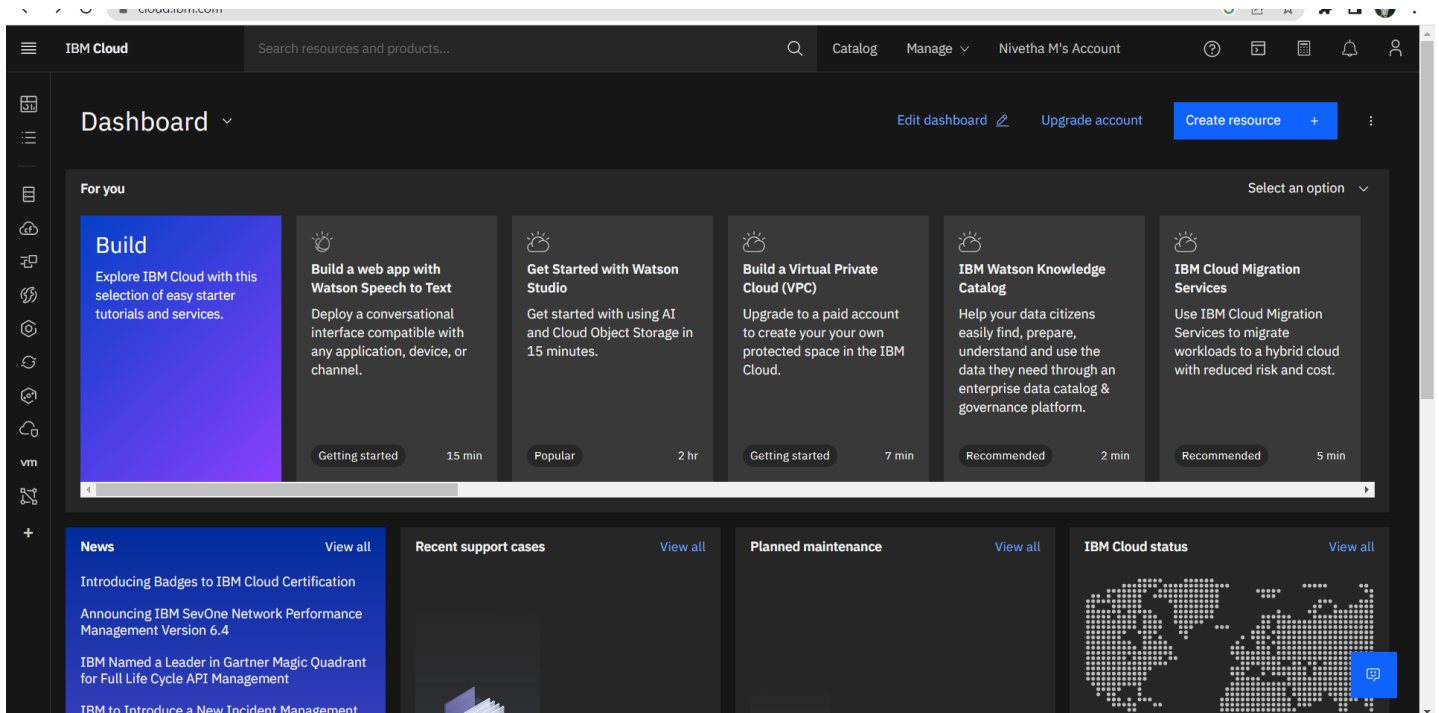 cloud.ibm.com
IBM Cloud
Search resources and products...
Catalog
Manage
Nivetha M's Account
Dashboard
Edit dashboard
Upgrade account
Create resource +
For you
Select an option
Build
Explore IBM Cloud with this
selection of easy starter
tutorials and services.
Build a web app with
Watson Speech to Text
Deploy a conversational
interface compatible with
any application, device, or
channel.
Getting started
15 min
Get Started with Watson
Studio
Get started with using AI
and Cloud Object Storage in
15 minutes.
Popular
2 hr
Build a Virtual Private
Cloud (VPC)
Upgrade to a paid account
to create your your own
protected space in the IBM
Cloud.
Getting started
7 min
IBM Watson Knowledge
Catalog
Help your data citizens
easily find, prepare,
understand and use the
data they need through an
enterprise data catalog &
governance platform.
Recommended
2 min
IBM Cloud Migration
Services
Use IBM Cloud Migration
Services to migrate
workloads to a hybrid cloud
with reduced risk and cost.
Recommended
5 min
vm
News
View all
Introducing Badges to IBM Cloud Certification
Announcing IBM SevOne Network Performance
Management Version 6.4
IBM Named a Leader in Gartner Magic Quadrant
for Full Life Cycle API Management
IBM to Introduce a New Incident Management
Recent support cases
View all
Planned maintenance
View all
IBM Cloud status
View all